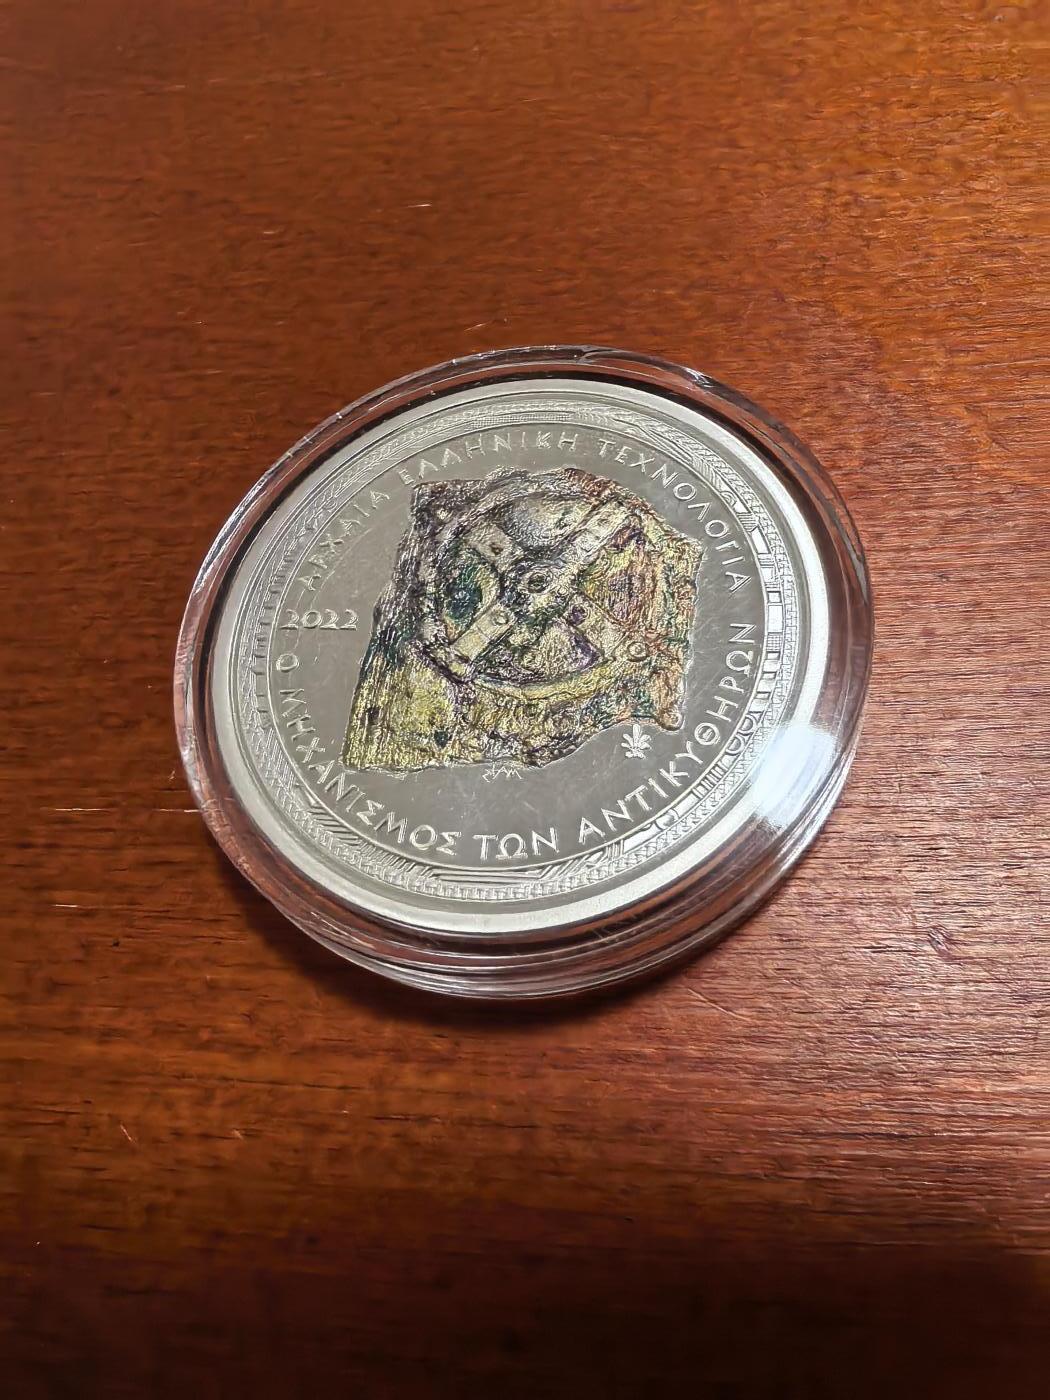 ΑΡΧΑΙΑ ΕΛΛΗΝΙΚΗ ΤΕΧΝΟΛΟΓΙΑ
2022
Ο ΜΗΧΑΝΙΣΜΟΣ ΤΩΝ ΑΝΤΙΚΥΘΗΡΩΝ